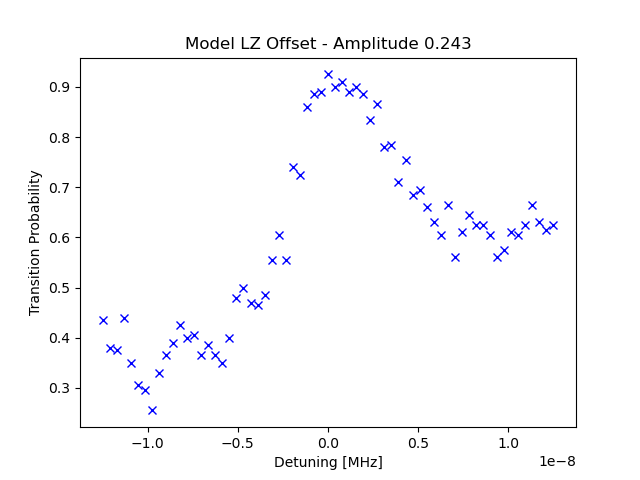 Model LZ Offset - Amplitude 0.243
Transition Probability
0.9
0.8
0.7
0.6
0.5
0.4
0.3
−1.0 −0.5 0.0 0.5 1.0
1e−8
Detuning [MHz]